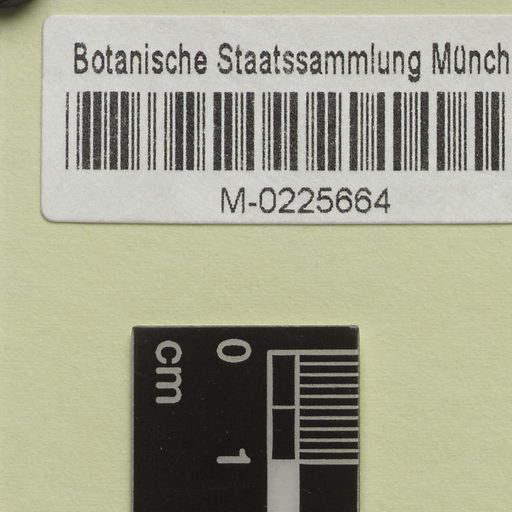 Botanische Staatssammlung Münch
M-0225664
cm
0
1